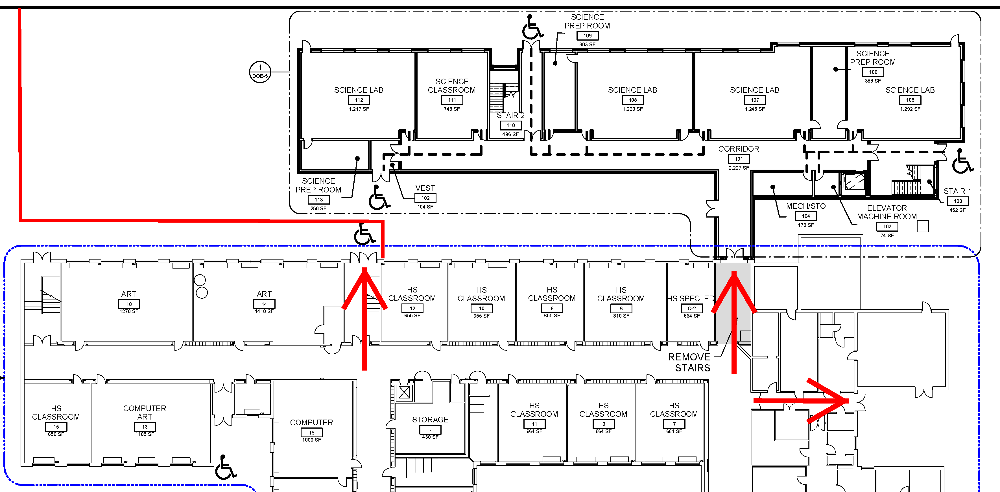 SCIENCE
PREP ROOM
109
303 SF
1
DOE-5
SCIENCE LAB
112
1,217 SF
SCIENCE
CLASSROOM
111
748 SF
STAIR 2
110
496 SF
SCIENCE LAB
108
1,220 SF
SCIENCE LAB
107
1,245 SF
SCIENCE
PREP ROOM
106
388 SF
SCIENCE LAB
105
1,292 SF
CORRIDOR
101
2,227 SF
SCIENCE
PREP ROOM
113
250 SF
VEST
102
104 SF
MECH/STO
104
178 SF
ELEVATOR
MACHINE ROOM
103
74 SF
STAIR 1
100
452 SF
ART
18
1270 SF
ART
14
1410 SF
HS
CLASSROOM
12
655 SF
HS
CLASSROOM
10
655 SF
HS
CLASSROOM
8
655 SF
HS
CLASSROOM
6
810 SF
HS SPEC. ED
C-2
664 SF
REMOVE
STAIRS
HS
CLASSROOM
15
650 SF
COMPUTER
ART
13
1185 SF
COMPUTER
19
1000 SF
STORAGE
-
430 SF
HS
CLASSROOM
11
664 SF
HS
CLASSROOM
9
664 SF
HS
CLASSROOM
7
664 SF